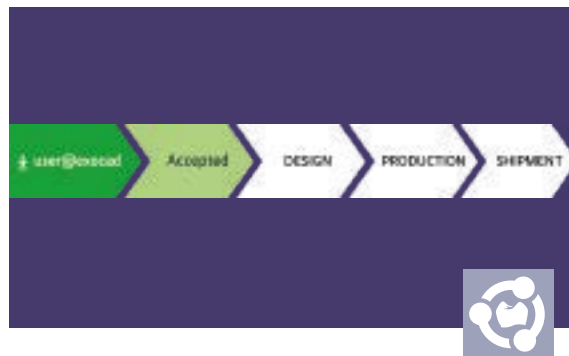 user@exocad
Accepted
DESIGN
PRODUCTION
SHIPMENT